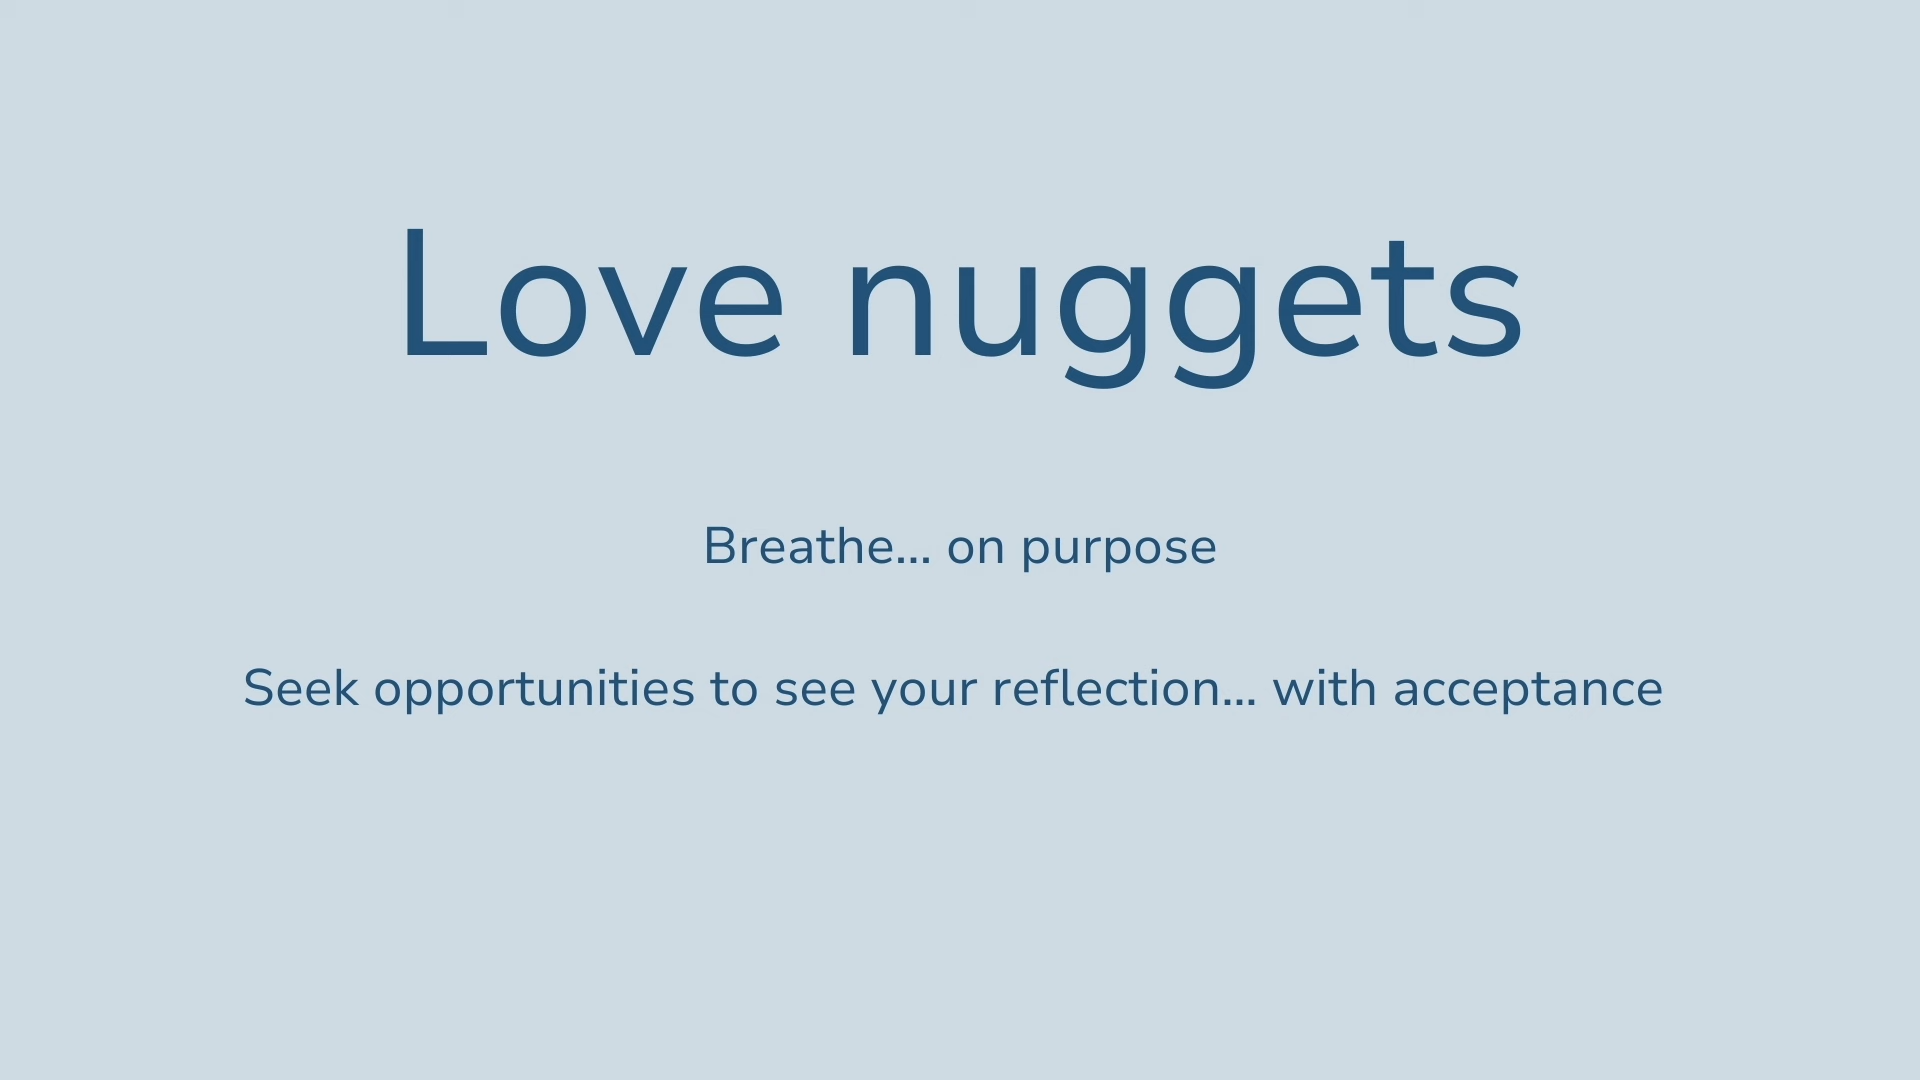 Love nuggets
Breathe... on purpose
Seek opportunities to see your reflection... with acceptance